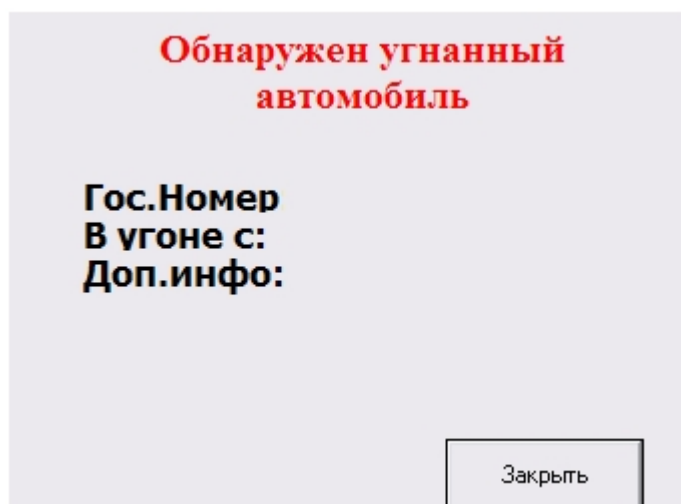 Обнаружен угнанный
автомобиль
Гос.Номер
В угоне с:
Доп.инфо:
Закрыть